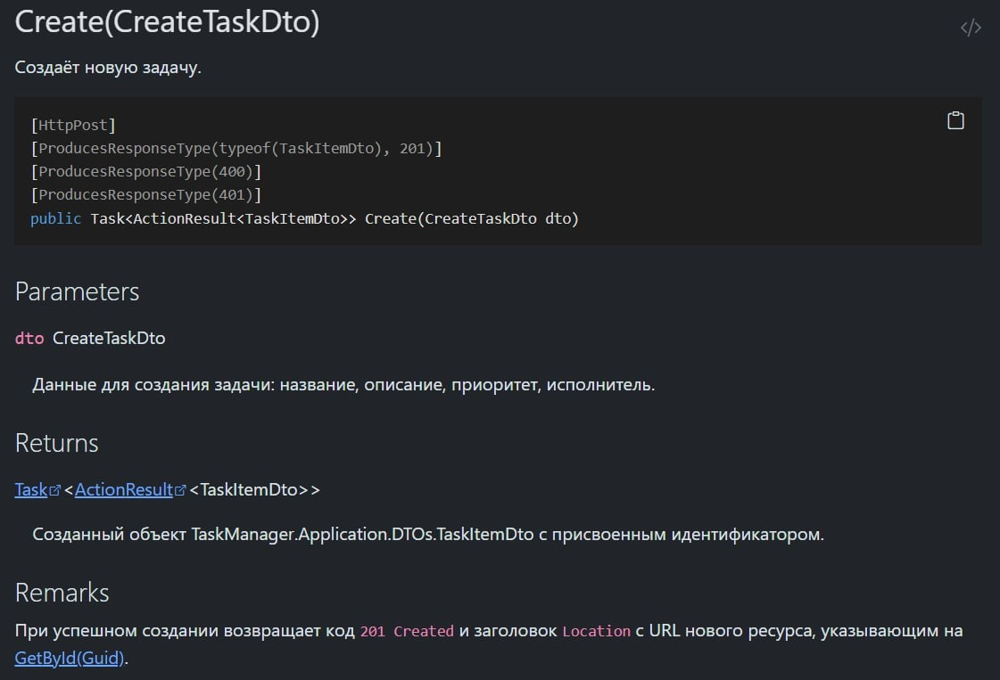 Create(CreateTaskDto)
Создаёт новую задачу.
[HttpPost]
[ProducesResponseType(typeof(TaskItemDto), 201)]
[ProducesResponseType(400)]
[ProducesResponseType(401)]
public Task<ActionResult<TaskItemDto>> Create(CreateTaskDto dto)
Parameters
dto CreateTaskDto
Данные для создания задачи: название, описание, приоритет, исполнитель.
Returns
Task<ActionResult<TaskItemDto>>
Созданный объект TaskManager.Application.DTOs.TaskItemDto с присвоенным идентификатором.
Remarks
При успешном создании возвращает код 201 Created и заголовок Location с URL нового ресурса, указывающим на
GetById(Guid).